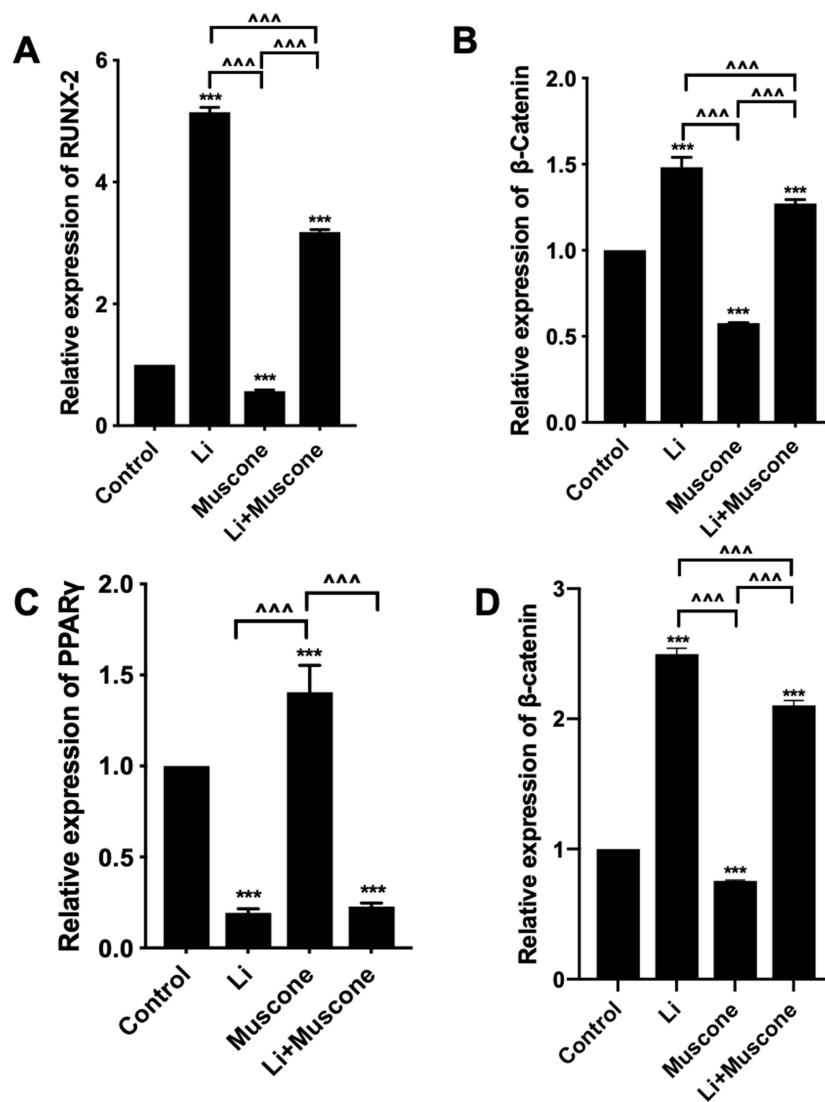 A
Relative expression of RUNX-2
6
4
2
0
^^^
^^^
^^^
***
***
***
Control
Li
Muscone
Li+Muscone
B
Relative expression of β-Catenin
2.0
1.5
1.0
0.5
0.0
^^^
^^^
^^^
***
***
***
Control
Li
Muscone
Li+Muscone
C
Relative expression of PPARγ
2.0
1.5
1.0
0.5
0.0
^^^
^^^
***
***
***
Control
Li
Muscone
Li+Muscone
D
Relative expression of β-catenin
3
2
1
0
^^^
^^^
^^^
***
***
***
Control
Li
Muscone
Li+Muscone